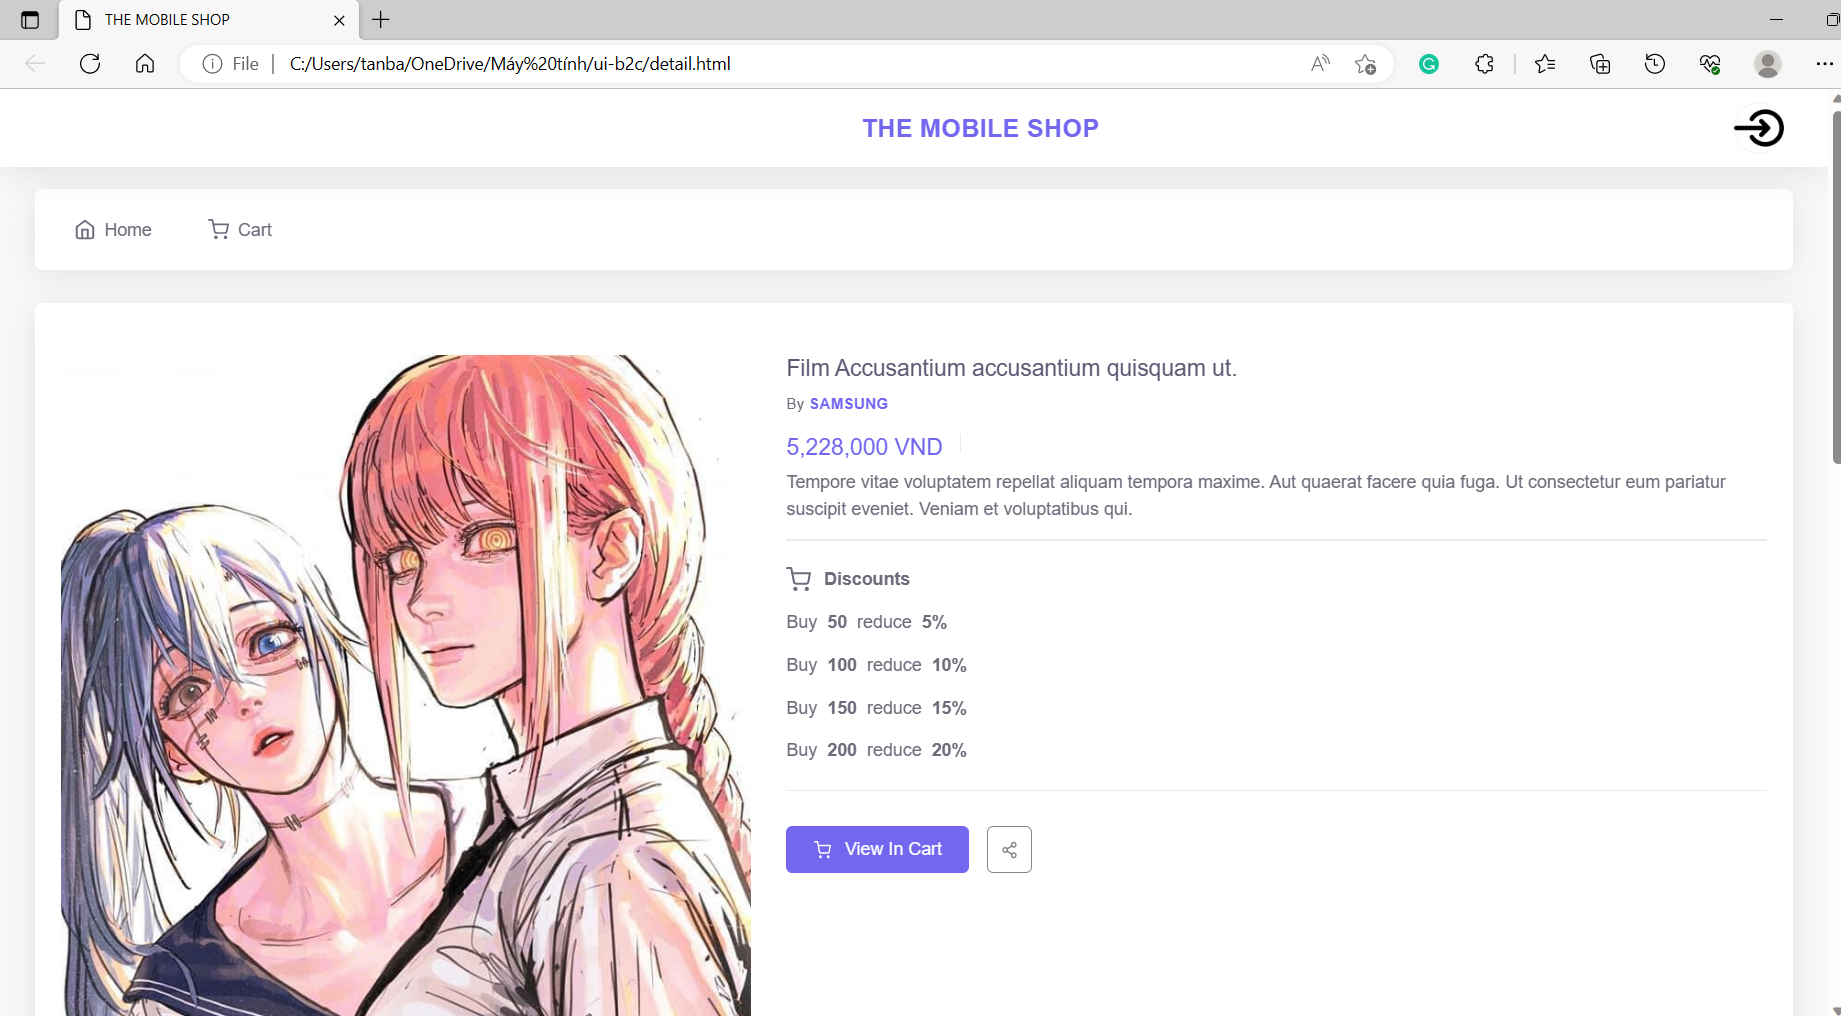 THE MOBILE SHOP
File
C:/Users/tanba/OneDrive/Máy%20tính/ui-b2c/detail.html
THE MOBILE SHOP
Home Cart
Film Accusantium accusantium quisquam ut.
By SAMSUNG
5,228,000 VND
Tempore vitae voluptatem repellat aliquam tempora maxime. Aut quaerat facere quia fuga. Ut consectetur eum pariatur
suscipit eveniet. Veniam et voluptatibus qui.
Discounts
Buy 50 reduce 5%
Buy 100 reduce 10%
Buy 150 reduce 15%
Buy 200 reduce 20%
View In Cart